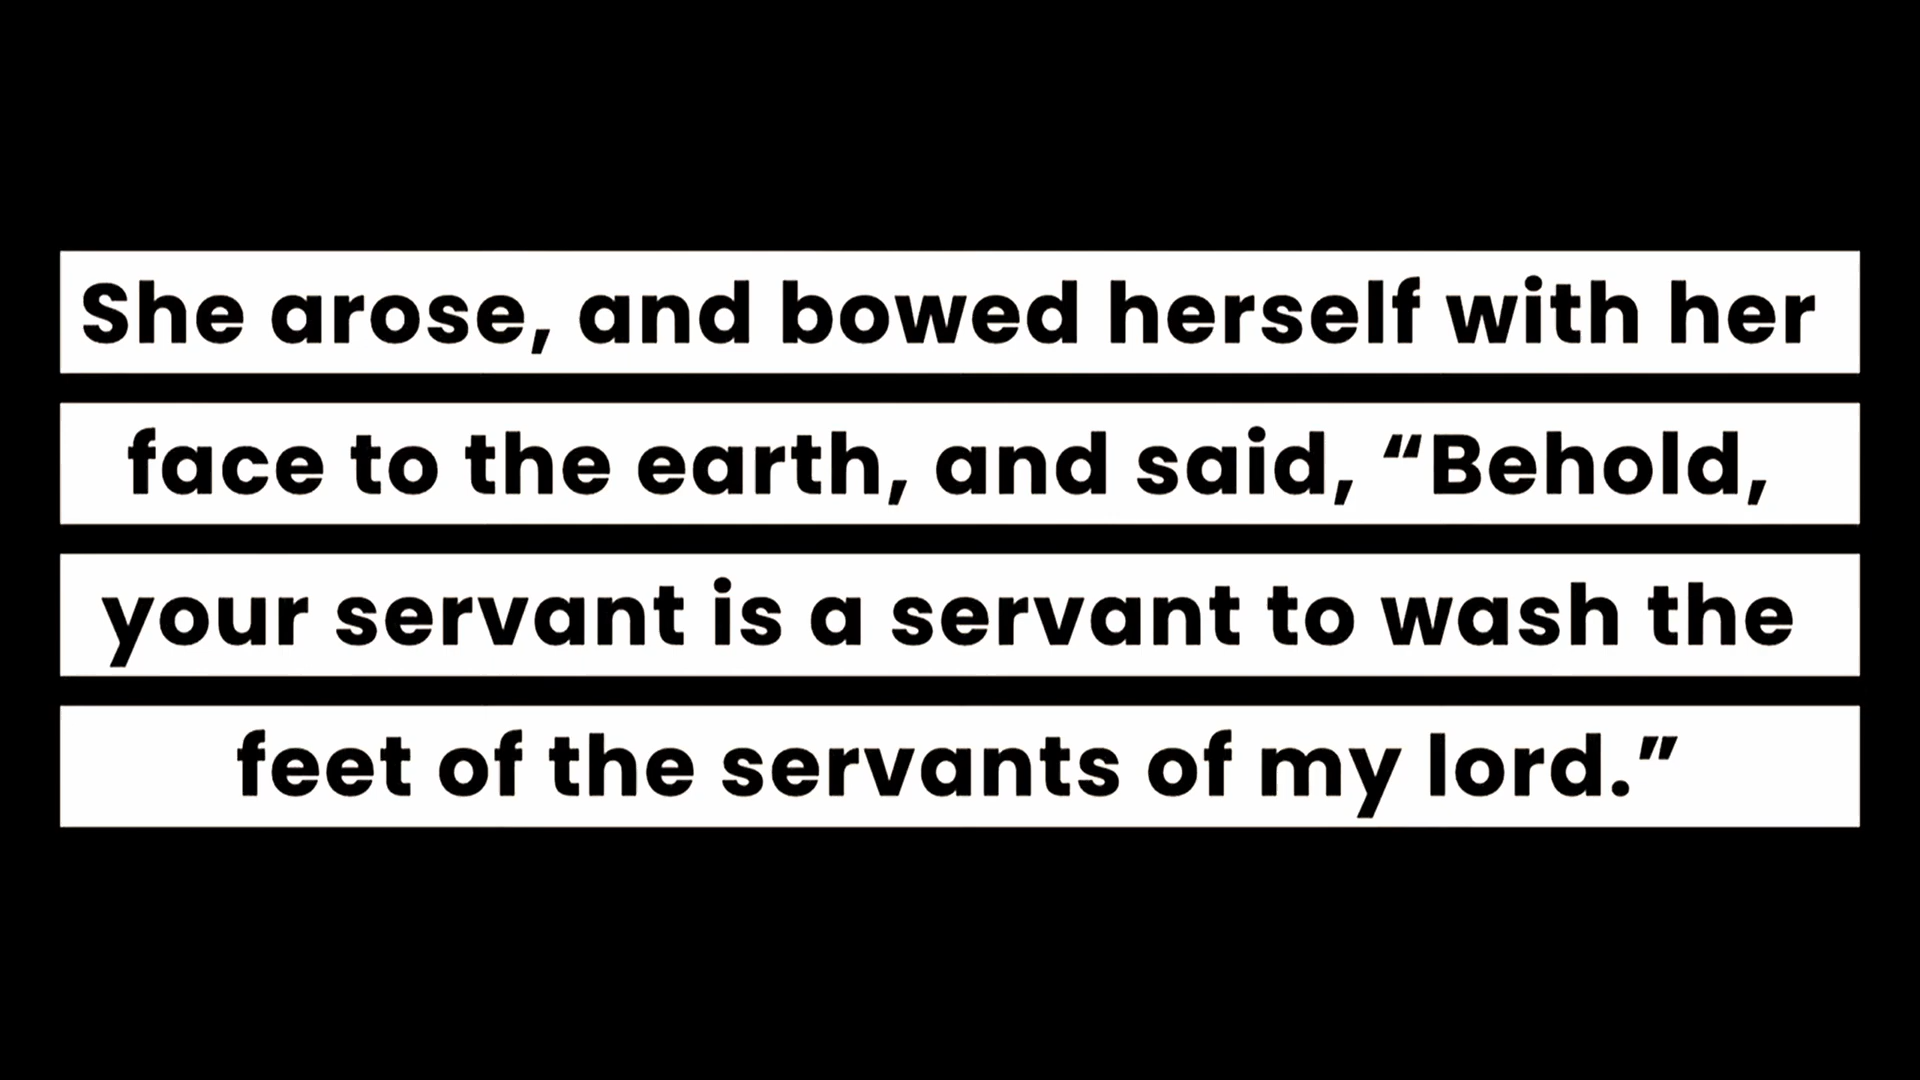 She arose, and bowed herself with her
face to the earth, and said, “Behold,
your servant is a servant to wash the
feet of the servants of my lord.”